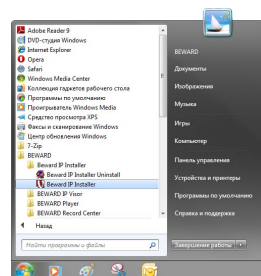 Adobe Reader 9
DVD-студия Windows
Internet Explorer
Opera
Safari
Windows Media Center
Коллекция гаджетов рабочего стола
Программы по умолчанию
Проигрыватель Windows Media
Средство просмотра XPS
Факсы и сканирование Windows
Центр обновления Windows
7-Zip
BEWARD
Beward IP Installer
Beward IP Installer Uninstall
Beward IP Installer
BEWARD IP Visor
BEWARD Player
BEWARD Record Center
Назад
Найти программы и файлы
BEWARD
Документы
Изображения
Музыка
Игры
Компьютер
Панель управления
Устройства и принтеры
Программы по умолчанию
Справка и поддержка
Завершение работы